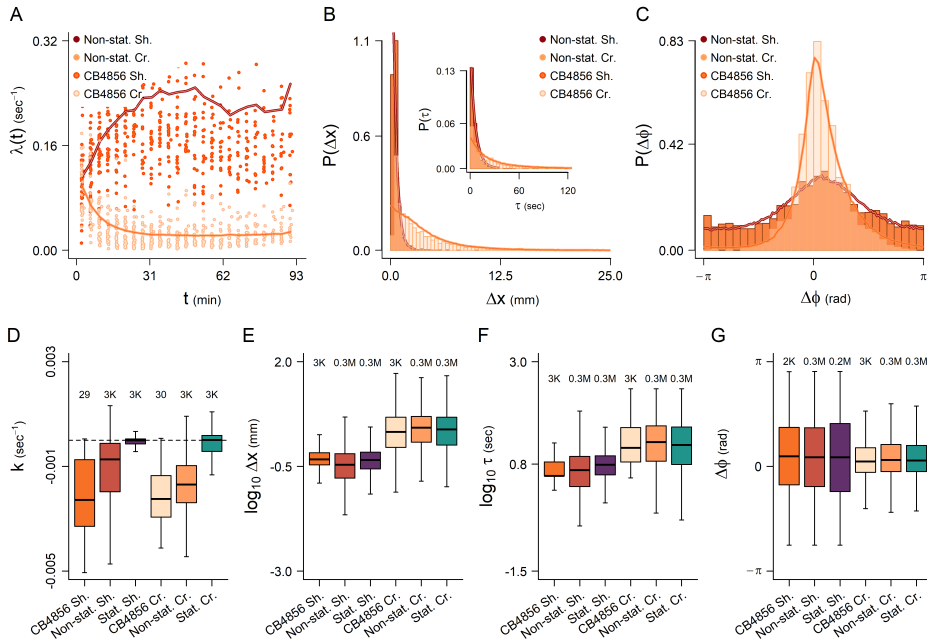 A
Non-stat. Sh.
Non-stat. Cr.
CB4856 Sh.
CB4856 Cr.
0.32
0.16
0.00
λ(t) (sec⁻¹)
0
31
62
93
t (min)
B
Non-stat. Sh.
Non-stat. Cr.
CB4856 Sh.
CB4856 Cr.
1.1
0.6
0.0
P(Δx)
0.0
12.5
25.0
Δx (mm)
0.13
0.06
0.00
P(τ)
0
60
120
τ (sec)
C
Non-stat. Sh.
Non-stat. Cr.
CB4856 Sh.
CB4856 Cr.
0.83
0.42
0.00
P(Δϕ)
−π
0
π
Δϕ (rad)
D
0.003
-0.001
-0.005
k (sec⁻¹)
29 3K 3K 30 3K 3K
CB4856 Sh.
Non-stat. Sh.
Stat. Sh.
CB4856 Cr.
Non-stat. Cr.
Stat. Cr.
E
2.0
-0.5
-3.0
log₁₀ Δx (mm)
3K 0.3M 0.3M 3K 0.3M 0.3M
CB4856 Sh.
Non-stat. Sh.
Stat. Sh.
CB4856 Cr.
Non-stat. Cr.
Stat. Cr.
F
3.0
0.8
-1.5
log₁₀ τ (sec)
3K 0.3M 0.3M 3K 0.3M 0.3M
CB4856 Sh.
Non-stat. Sh.
Stat. Sh.
CB4856 Cr.
Non-stat. Cr.
Stat. Cr.
G
π
0
−π
Δϕ (rad)
2K 0.3M 0.2M 3K 0.3M 0.3M
CB4856 Sh.
Non-stat. Sh.
Stat. Sh.
CB4856 Cr.
Non-stat. Cr.
Stat. Cr.